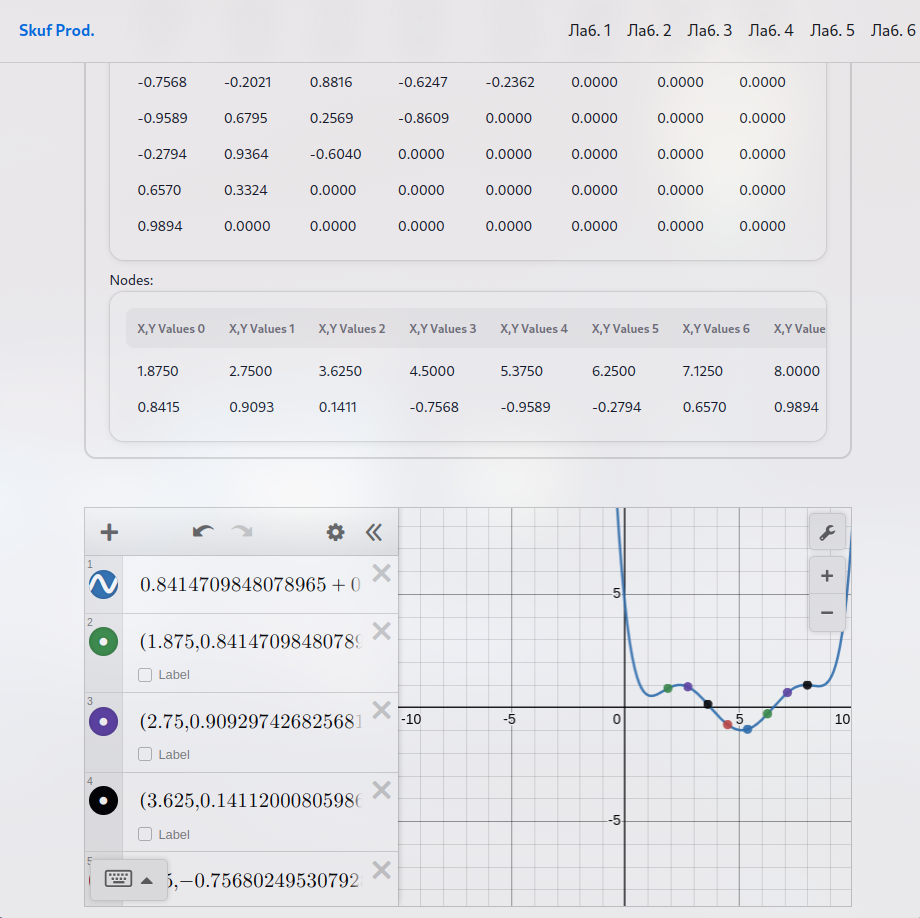 Skuf Prod. Лаб. 1 Лаб. 2 Лаб. 3 Лаб. 4 Лаб. 5 Лаб. 6
-0.7568 -0.2021 0.8816 -0.6247 -0.2362 0.0000 0.0000 0.0000
-0.9589 0.6795 0.2569 -0.8609 0.0000 0.0000 0.0000 0.0000
-0.2794 0.9364 -0.6040 0.0000 0.0000 0.0000 0.0000 0.0000
0.6570 0.3324 0.0000 0.0000 0.0000 0.0000 0.0000 0.0000
0.9894 0.0000 0.0000 0.0000 0.0000 0.0000 0.0000 0.0000
Nodes:
X,Y Values 0 X,Y Values 1 X,Y Values 2 X,Y Values 3 X,Y Values 4 X,Y Values 5 X,Y Values 6 X,Y Value
1.8750 2.7500 3.6250 4.5000 5.3750 6.2500 7.1250 8.0000
0.8415 0.9093 0.1411 -0.7568 -0.9589 -0.2794 0.6570 0.9894
1
0.8414709848078965 + 0
2
(1.875,0.8414709848078
Label
3
(2.75,0.90929742682568
Label
4
(3.625,0.1411200080598
Label
5
5,−0.75680249530792
5
-10 -5 0 5 10
-5